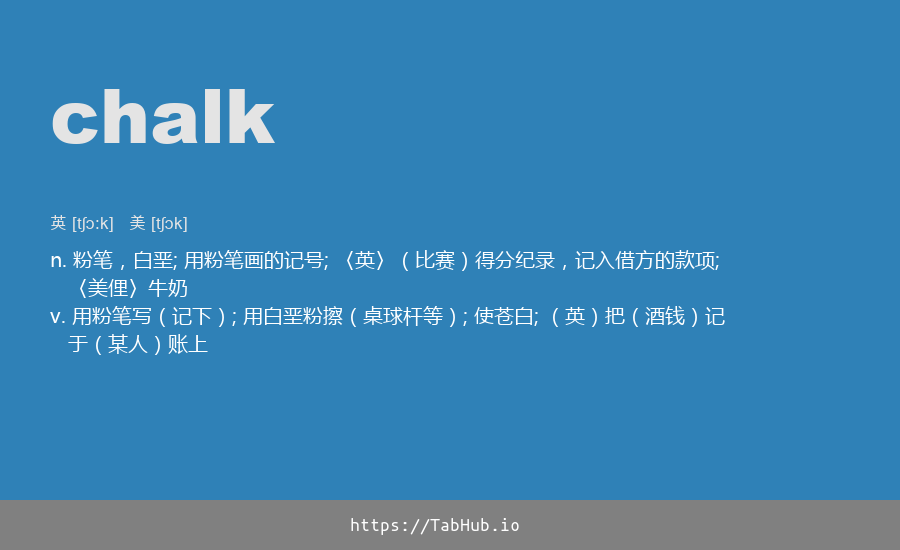 chalk
英 [tʃɔ:k] 美 [tʃɔk]
n. 粉笔，白垩; 用粉笔画的记号; 〈英〉（比赛）得分纪录，记入借方的款项;
〈美俚〉牛奶
v. 用粉笔写（记下）; 用白垩粉擦（桌球杆等）; 使苍白; （英）把（酒钱）记
于（某人）账上
https://TabHub.io